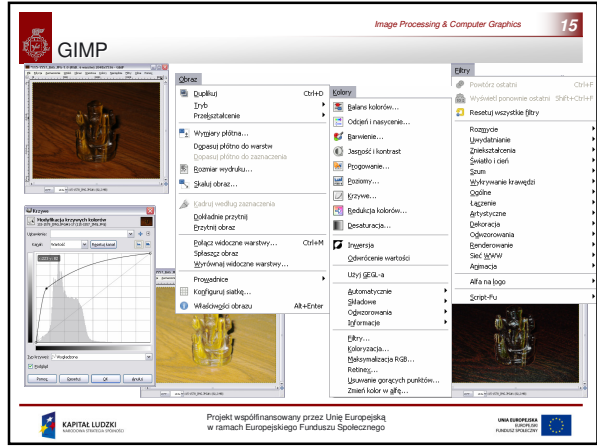 Image Processing & Computer Graphics
15
GIMP
Obraz
Duplikuj Ctrl+D
Tryb
Przekształcenie
Wymiary płótna...
Dopasuj płótno do warstw
Dopasuj płótno do zaznaczenia
Rozmiar wydruku...
Skaluj obraz...
Kadruj według zaznaczenia
Dokładnie przytnij
Przytnij obraz
Połącz widoczne warstwy... Ctrl+M
Spłaszcz obraz
Wyrównaj widoczne warstwy...
Prowadnice
Konfiguruj siatkę...
Właściwości obrazu Alt+Enter
Kolory
Balans kolorów...
Odcień i nasycenie...
Barwienie...
Jasność i kontrast
Progowanie...
Poziomy...
Krzywe...
Redukcja kolorów...
Desaturacja...
Inwersja
Odwrócenie wartości
Użyj GEGL-a
Automatycznie
Składowe
Odwzorowania
Informacje
Filtry...
Koloryzacja...
Maksymalizacja RGB...
Retinex...
Usuwanie gorących punktów...
Zmień kolor w alfę...
Filtry
Powtórz ostatni Ctrl+F
Wyświetl ponownie ostatni Shift+Ctrl+F
Resetuj wszystkie filtry
Rozmycie
Uwydatnianie
Zniekształcenia
Światło i cień
Szum
Wykrywanie krawędzi
Ogólne
Łączenie
Artystyczne
Dekoracja
Odwzorowania
Renderowanie
Sieć WWW
Animacja
Alfa na logo
Script-Fu
Krzywe
Modyfikacja krzywych kolorów
Ustawienia:
Kanał: Wartość Resetuj kanał
Typ krzywej: Wygładzona
Podgląd
Pomoc Resetuj OK Anuluj
KAPITAŁ LUDZKI
NARODOWA STRATEGIA SPÓJNOŚCI
Projekt współfinansowany przez Unię Europejską
w ramach Europejskiego Funduszu Społecznego
UNIA EUROPEJSKA
EUROPEJSKI
FUNDUSZ SPOŁECZNY